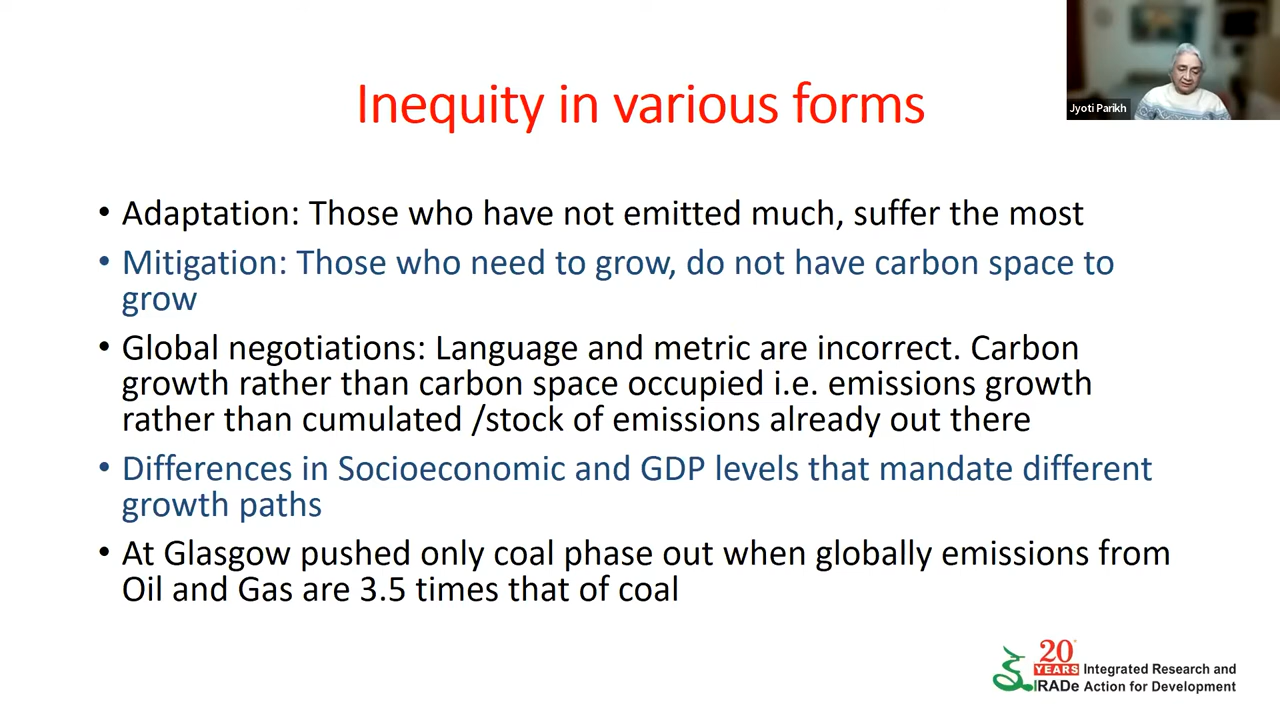 Jyoti Parikh
Inequity in various forms
• Adaptation: Those who have not emitted much, suffer the most
• Mitigation: Those who need to grow, do not have carbon space to
grow
• Global negotiations: Language and metric are incorrect. Carbon
growth rather than carbon space occupied i.e. emissions growth
rather than cumulated /stock of emissions already out there
• Differences in Socioeconomic and GDP levels that mandate different
growth paths
• At Glasgow pushed only coal phase out when globally emissions from
Oil and Gas are 3.5 times that of coal
20
YEARS
IRADe
Integrated Research and
Action for Development